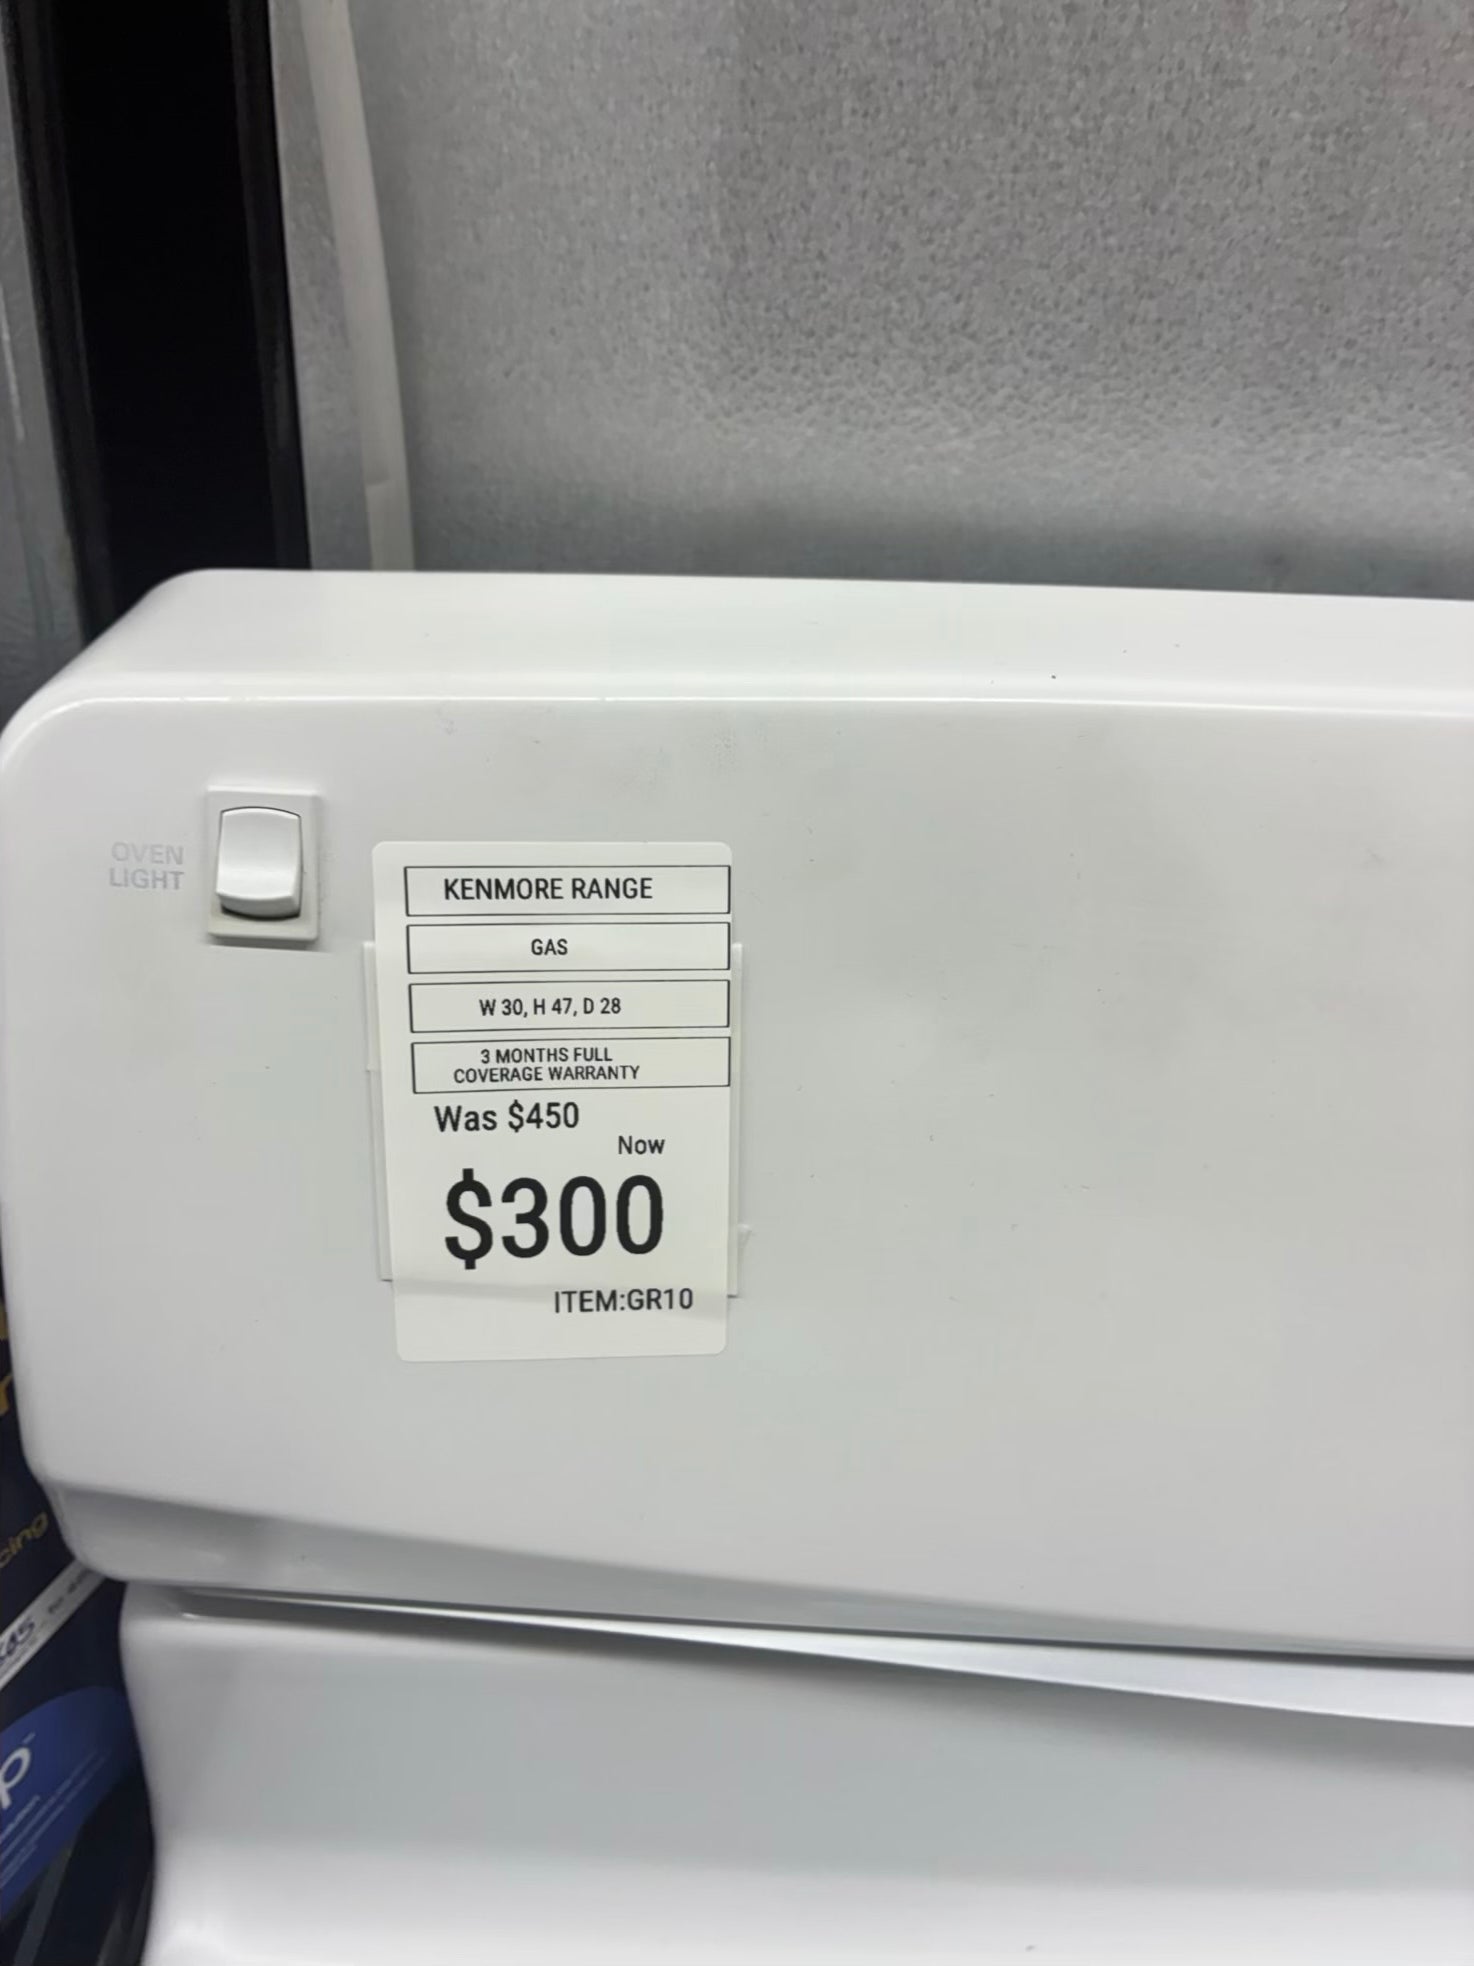 OVEN
LIGHT
KENMORE RANGE
GAS
W 30, H 47, D 28
3 MONTHS FULL
COVERAGE WARRANTY
Was $450
Now
$300
ITEM:GR10
cing